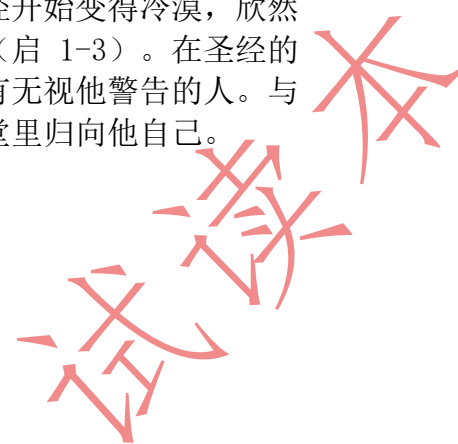 经开始变得冷漠，欣然
（启 1-3）。在圣经的
有无视他警告的人。与
堂里归向他自己。
试读本